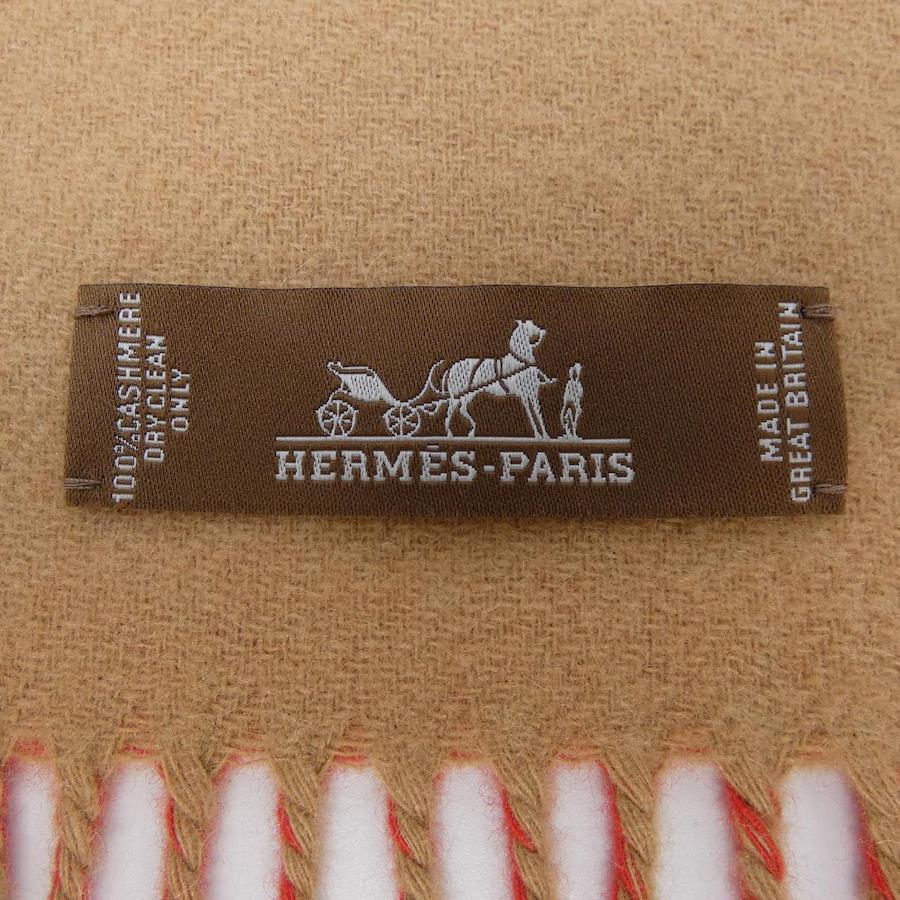 100%CASHMERE
DRYCLEAN
ONLY
HERMÈS-PARIS
MADE IN
GREAT BRITAIN